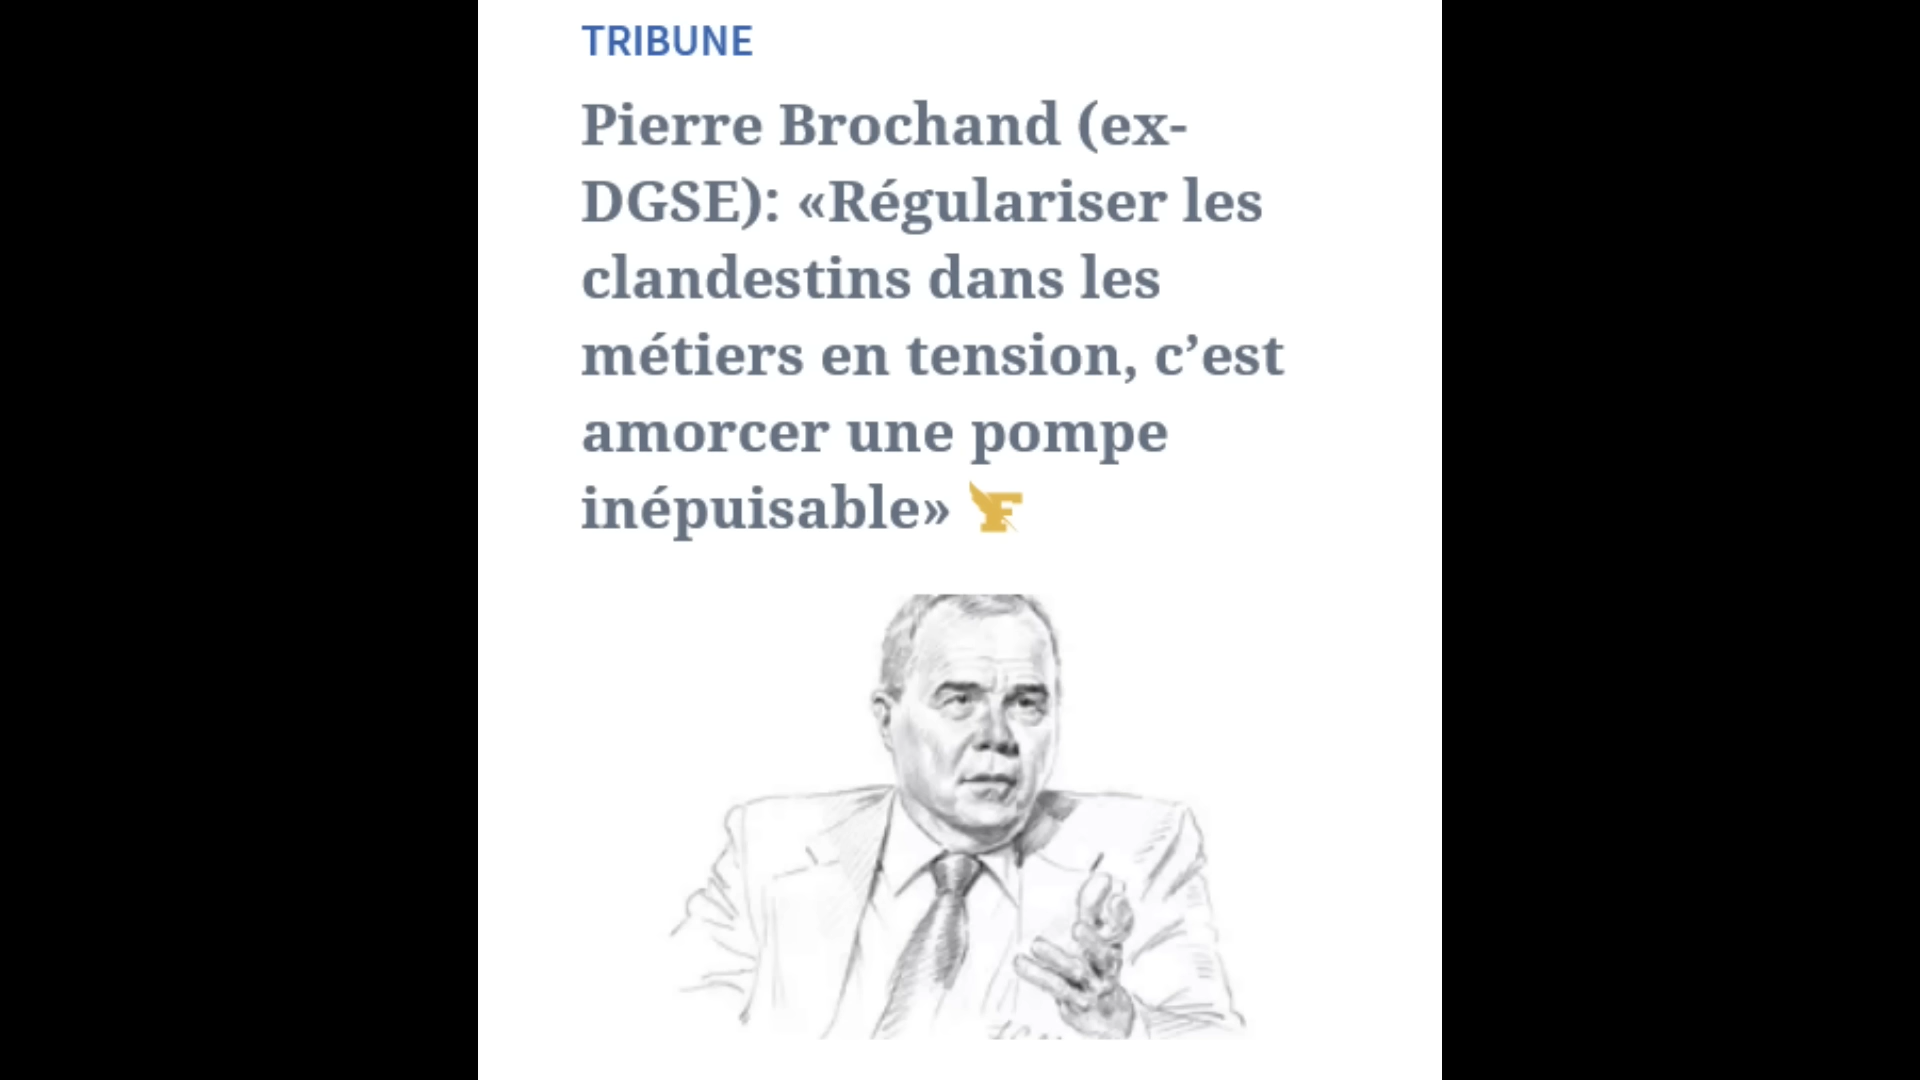 TRIBUNE
Pierre Brochand (ex-
DGSE): «Régulariser les
clandestins dans les
métiers en tension, c’est
amorcer une pompe
inépuisable» F